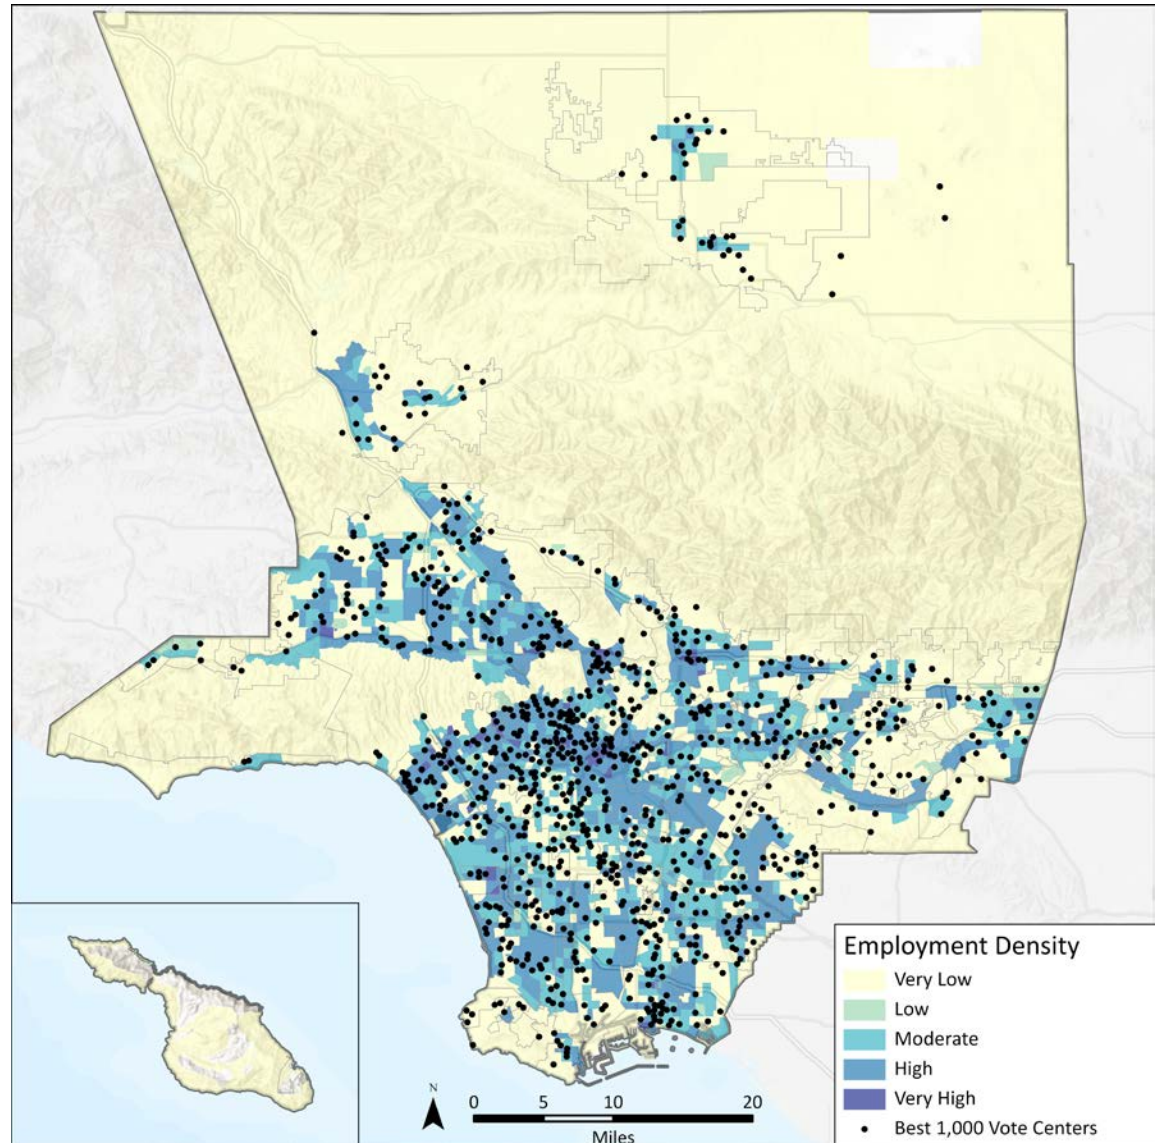 Employment Density
Very Low
Low
Moderate
High
Very High
Best 1,000 Vote Centers
N
0 5 10 20
Miles